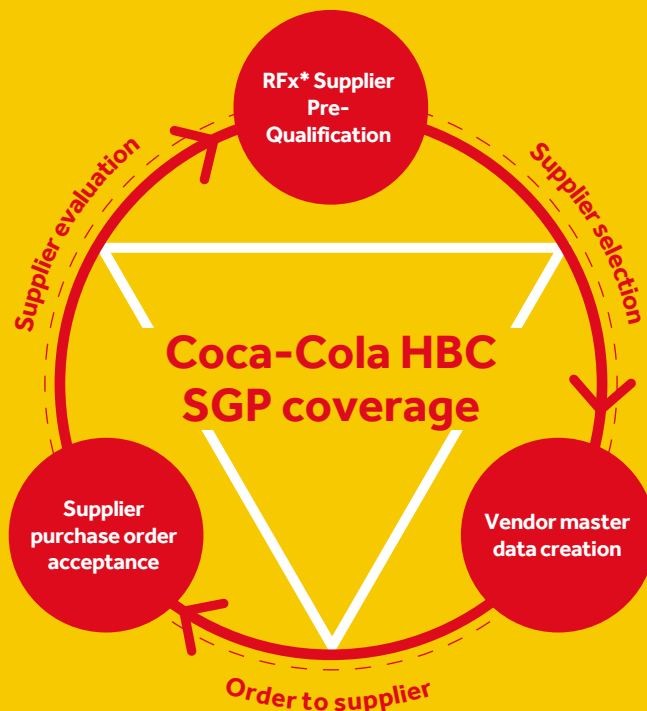 RFx* Supplier
Pre-
Qualification
Supplier evaluation
Supplier selection
Coca-Cola HBC
SGP coverage
Supplier
purchase order
acceptance
Vendor master
data creation
Order to supplier